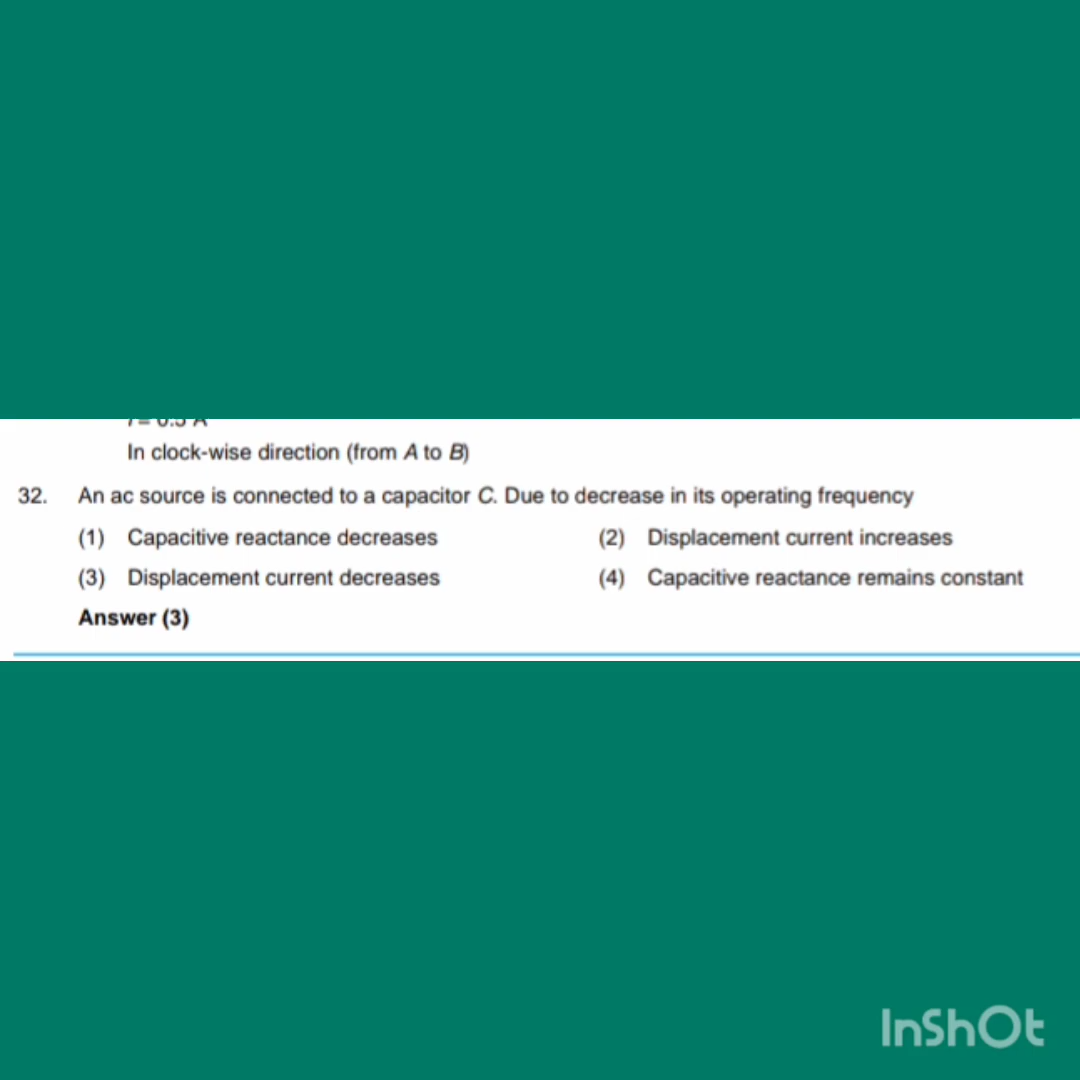 In clock-wise direction (from A to B)
32. An ac source is connected to a capacitor C. Due to decrease in its operating frequency
(1) Capacitive reactance decreases (2) Displacement current increases
(3) Displacement current decreases (4) Capacitive reactance remains constant
Answer (3)
InShOt